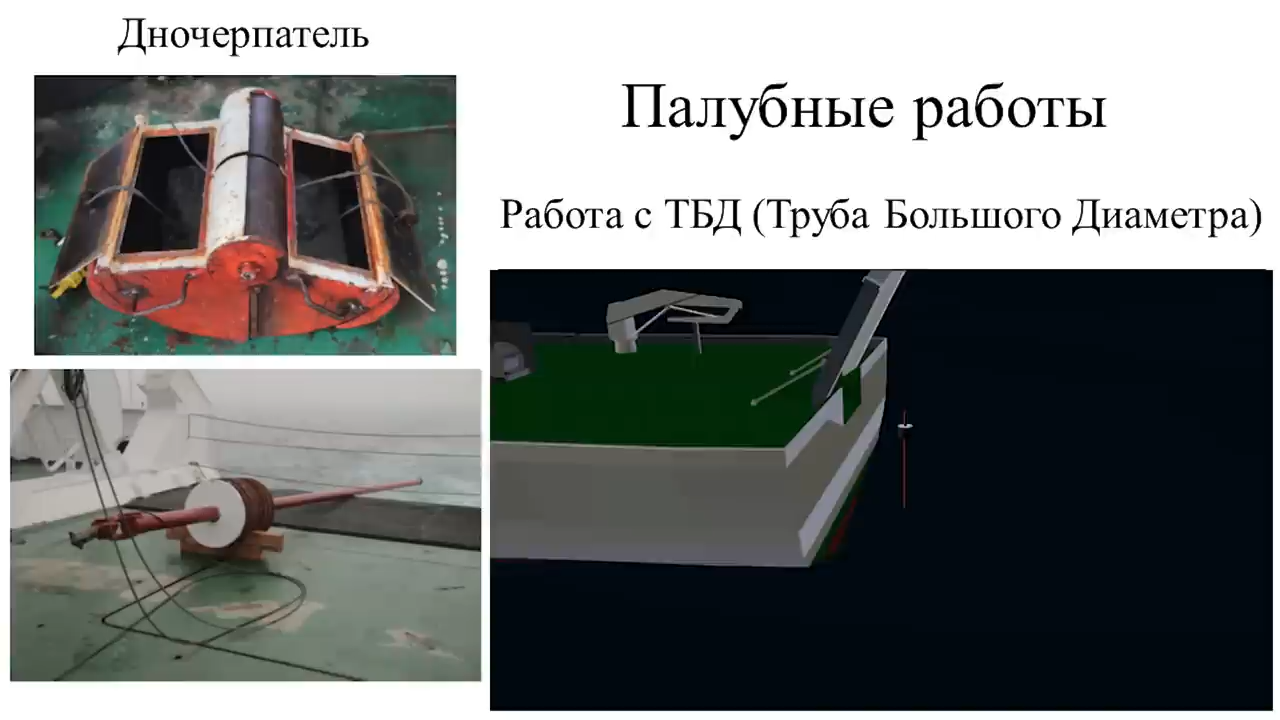 Дночерпатель
Палубные работы
Работа с ТБД (Труба Большого Диаметра)